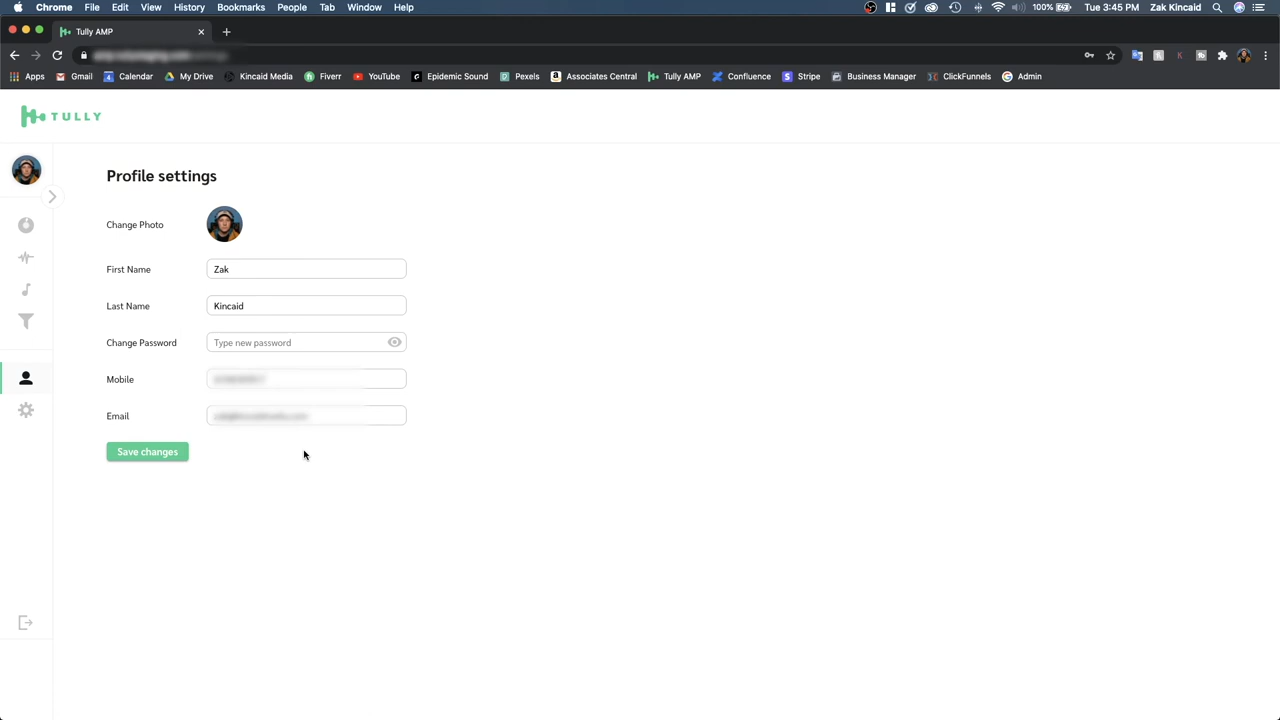 Chrome File Edit View History Bookmarks People Tab Window Help 100% Tue 3:45 PM Zak Kincaid
Tully AMP
Apps Gmail Calendar My Drive Kincaid Media Fiverr YouTube Epidemic Sound Pexels Associates Central Tully AMP Confluence Stripe Business Manager ClickFunnels Admin
TULLY
Profile settings
Change Photo
First Name Zak
Last Name Kincaid
Change Password Type new password
Mobile
Email
Save changes